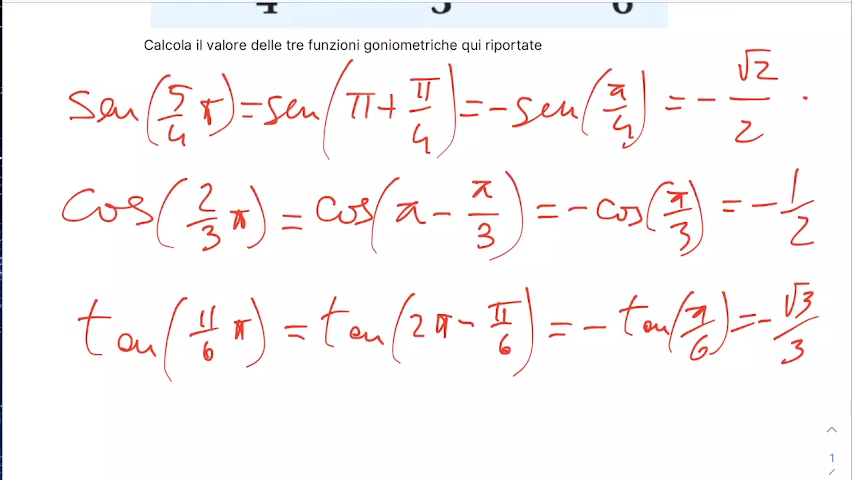 Calcola il valore delle tre funzioni goniometriche qui riportate
sen(5/4 π) = sen(π + π/4) = - sen(π/4) = - √2/2 .
cos(2/3 π) = cos(π - π/3) = - cos(π/3) = - 1/2
tan(11/6 π) = tan(2π - π/6) = - tan(π/6) = - √3/3
1